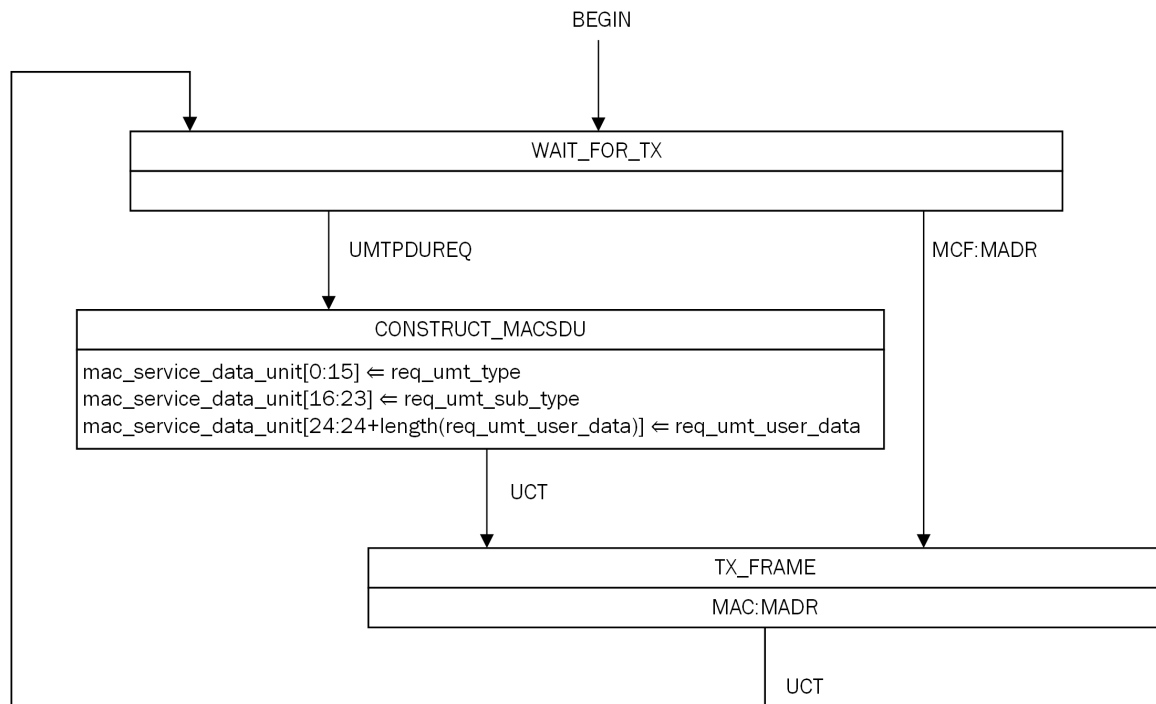 BEGIN
WAIT_FOR_TX
UMTPDUREQ
MCF:MADR
CONSTRUCT_MACSDU
mac_service_data_unit[0:15] ⇐ req_umt_type
mac_service_data_unit[16:23] ⇐ req_umt_sub_type
mac_service_data_unit[24:24+length(req_umt_user_data)] ⇐ req_umt_user_data
UCT
TX_FRAME
MAC:MADR
UCT